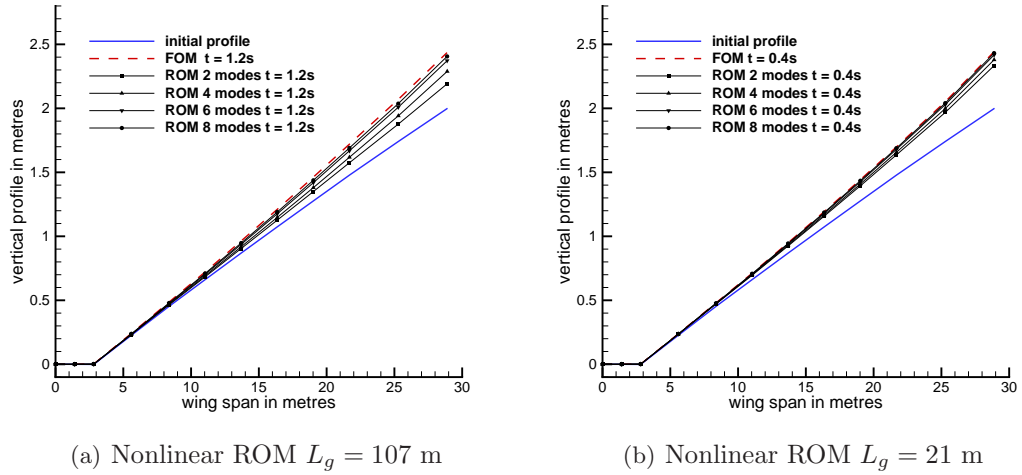 vertical profile in metres
2.5
2
1.5
1
0.5
0
initial profile
FOM t = 1.2s
ROM 2 modes t = 1.2s
ROM 4 modes t = 1.2s
ROM 6 modes t = 1.2s
ROM 8 modes t = 1.2s
0 5 10 15 20 25 30
wing span in metres
(a) Nonlinear ROM L_g = 107 m
vertical profile in metres
2.5
2
1.5
1
0.5
0
initial profile
FOM t = 0.4s
ROM 2 modes t = 0.4s
ROM 4 modes t = 0.4s
ROM 6 modes t = 0.4s
ROM 8 modes t = 0.4s
0 5 10 15 20 25 30
wing span in metres
(b) Nonlinear ROM L_g = 21 m